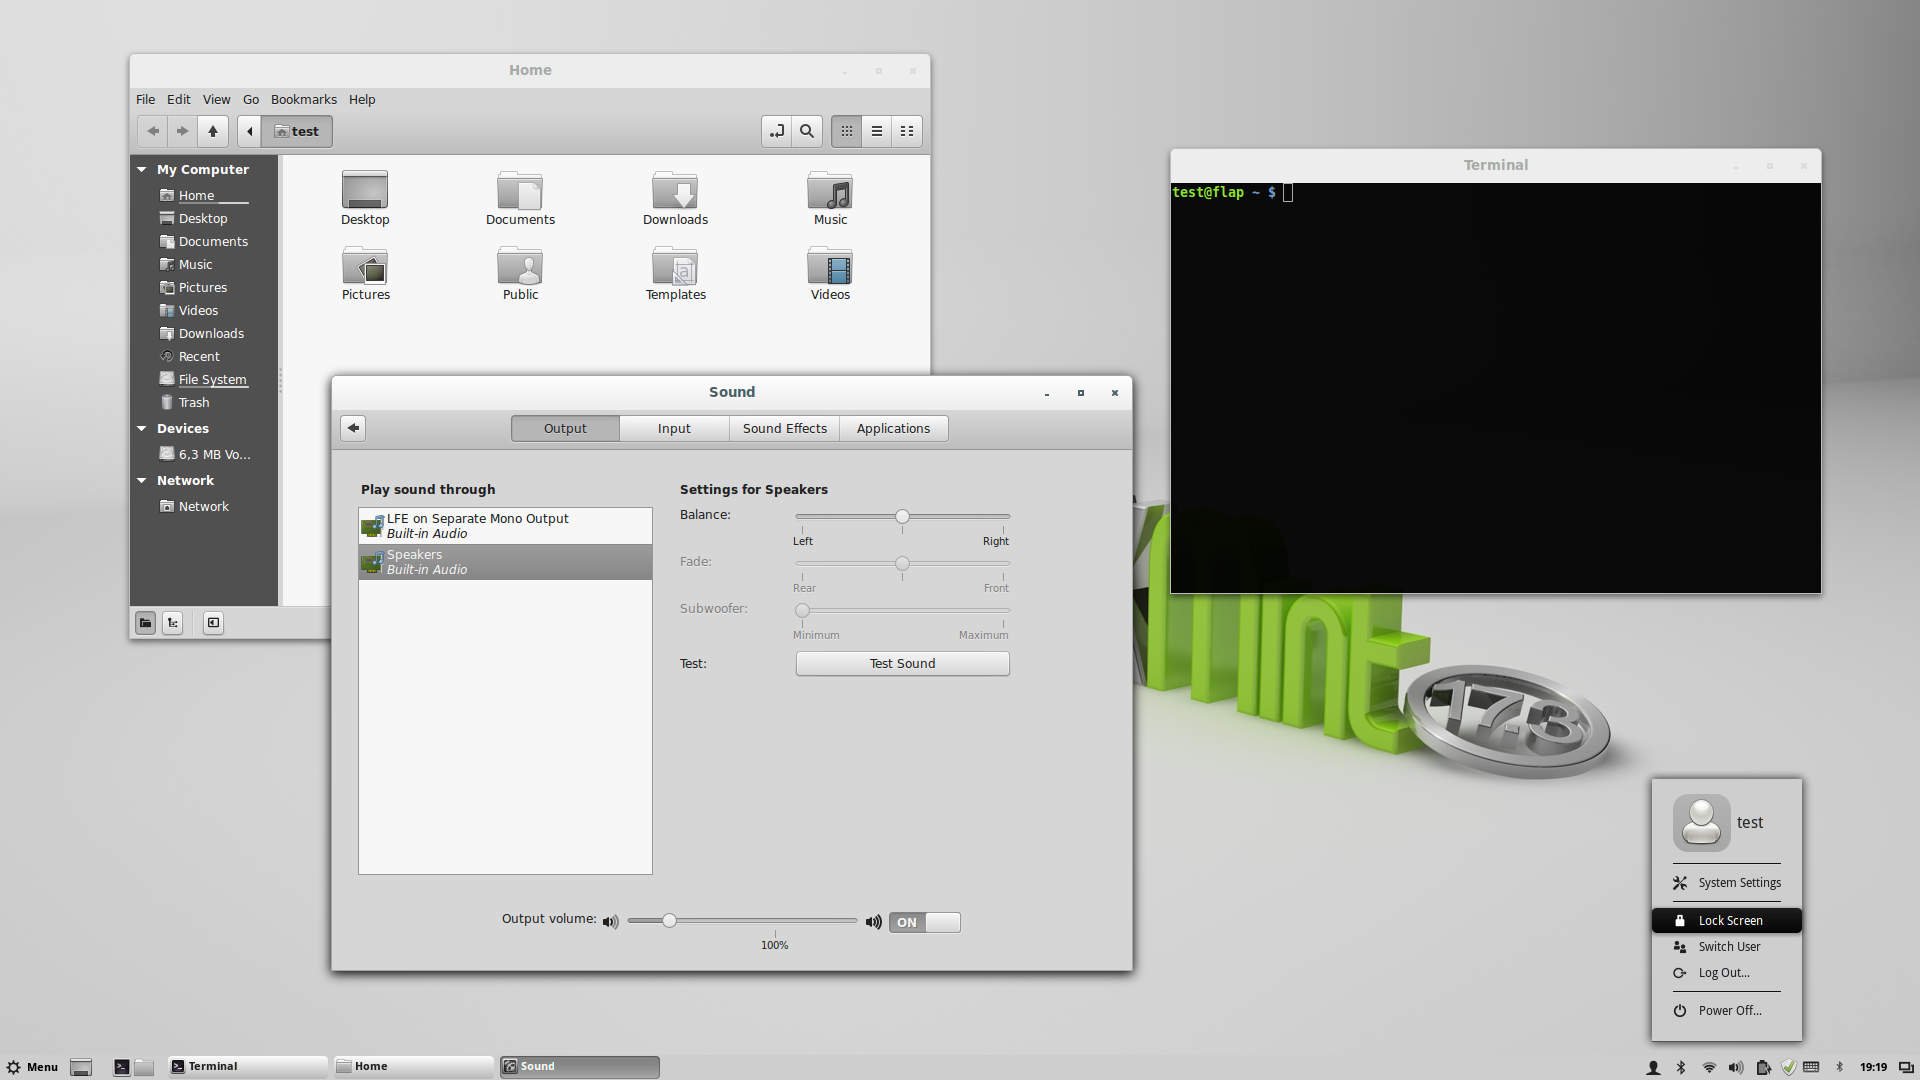 Home
File Edit View Go Bookmarks Help
test
My Computer
Home
Desktop
Documents
Music
Pictures
Videos
Downloads
Recent
File System
Trash
Devices
6,3 MB Vo...
Network
Network
Desktop Documents Downloads Music
Pictures Public Templates Videos
Terminal
test@flap ~ $
Sound
Output Input Sound Effects Applications
Play sound through
LFE on Separate Mono Output
Built-in Audio
Speakers
Built-in Audio
Settings for Speakers
Balance:
Left Right
Fade:
Rear Front
Subwoofer:
Minimum Maximum
Test: Test Sound
Output volume: ON
100%
Mint
17.3
test
System Settings
Lock Screen
Switch User
Log Out...
Power Off...
Menu Terminal Home Sound 19:19